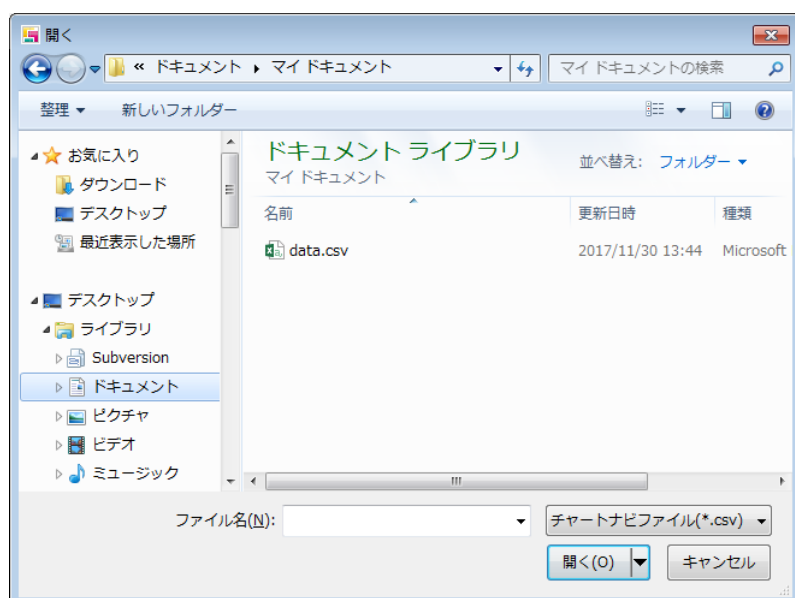 開く
« ドキュメント ▸ マイ ドキュメント
マイ ドキュメントの検索
整理 ▼ 新しいフォルダー
お気に入り
ダウンロード
デスクトップ
最近表示した場所
デスクトップ
ライブラリ
Subversion
ドキュメント
ピクチャ
ビデオ
ミュージック
ドキュメント ライブラリ
マイ ドキュメント
並べ替え: フォルダー ▼
名前 更新日時 種類
data.csv 2017/11/30 13:44 Microsoft
ファイル名(N):
チャートナビファイル(*.csv)
開く(O) キャンセル